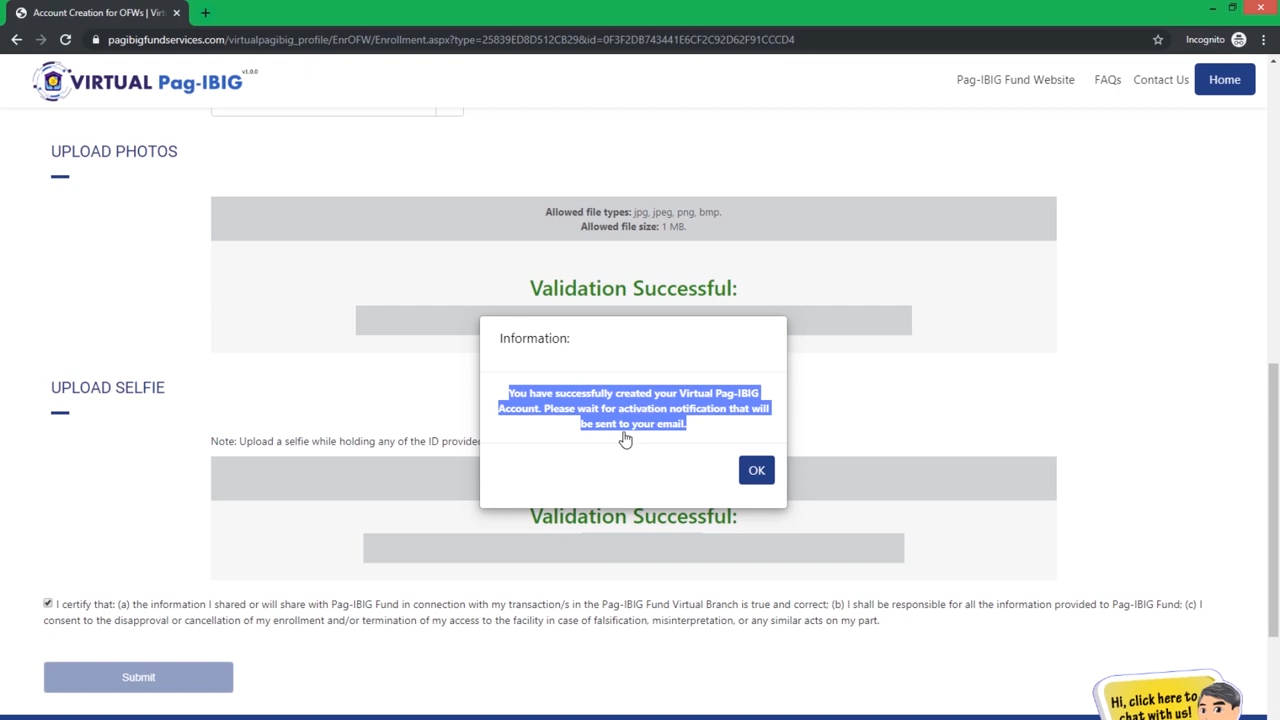 Account Creation for OFWs | Virt
pagibigfundservices.com/virtualpagibig_profile/EnrOFW/Enrollment.aspx?type=25839ED8D512CB29&id=0F3F2DB743441E6CF2C92D62F91CCCD4
Incognito
VIRTUAL Pag-IBIG v1.0.0
Pag-IBIG Fund Website FAQs Contact Us Home
UPLOAD PHOTOS
Allowed file types: jpg, jpeg, png, bmp.
Allowed file size: 1 MB.
Validation Successful:
Information:
You have successfully created your Virtual Pag-IBIG
Account. Please wait for activation notification that will
be sent to your email.
OK
UPLOAD SELFIE
Note: Upload a selfie while holding any of the ID provided
Validation Successful:
I certify that: (a) the information I shared or will share with Pag-IBIG Fund in connection with my transaction/s in the Pag-IBIG Fund Virtual Branch is true and correct; (b) I shall be responsible for all the information provided to Pag-IBIG Fund; (c) I
consent to the disapproval or cancellation of my enrollment and/or termination of my access to the facility in case of falsification, misinterpretation, or any similar acts on my part.
Submit
Hi, click here to
chat with us!